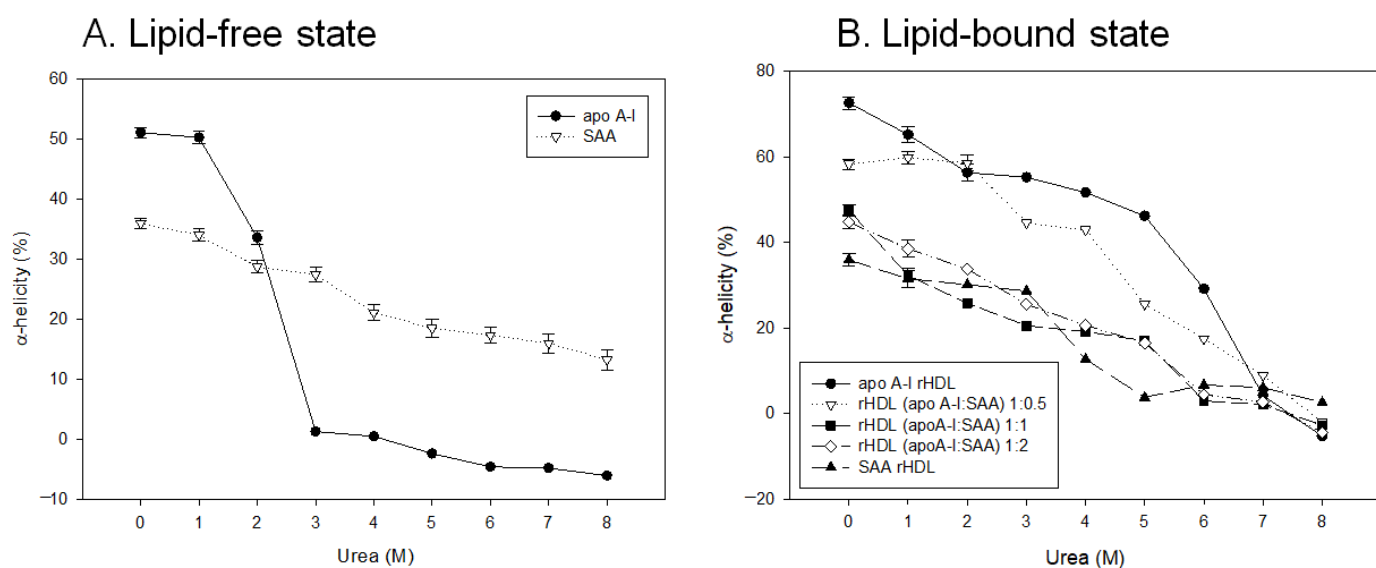 A. Lipid-free state
60
50
40
30
20
10
0
−10
α-helicity (%)
0 1 2 3 4 5 6 7 8
Urea (M)
apo A-I
SAA
B. Lipid-bound state
80
60
40
20
0
−20
α-helicity (%)
0 1 2 3 4 5 6 7 8
Urea (M)
apo A-I rHDL
rHDL (apo A-I:SAA) 1:0.5
rHDL (apoA-I:SAA) 1:1
rHDL (apoA-I:SAA) 1:2
SAA rHDL